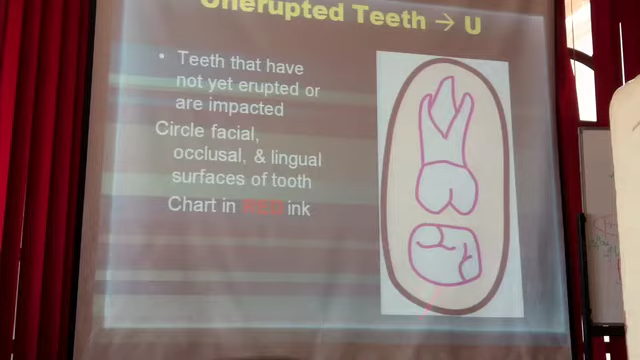 Unerupted Teeth → U
• Teeth that have
not yet erupted or
are impacted
Circle facial,
occlusal, & lingual
surfaces of tooth
Chart in RED ink